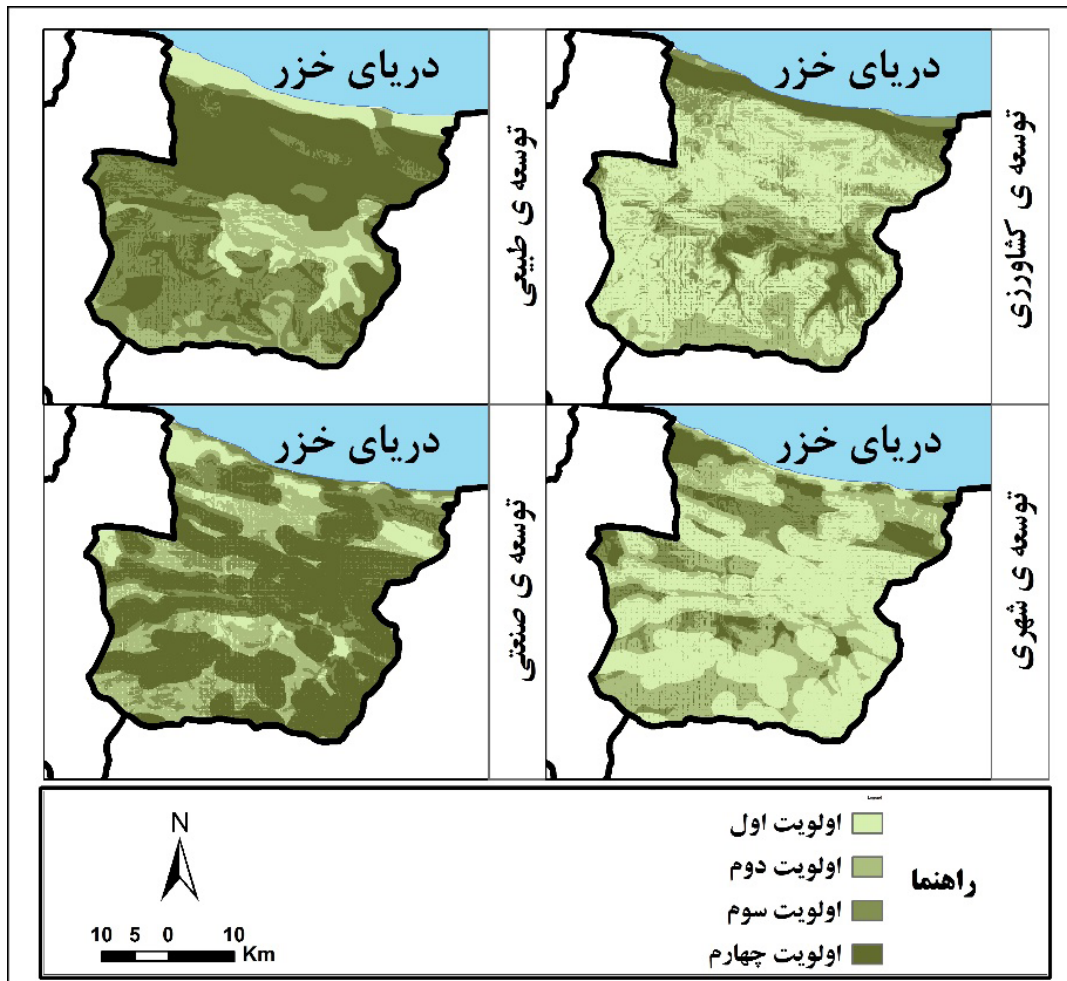 دریای خزر
توسعه ی کشاورزی
دریای خزر
توسعه ی طبیعی
دریای خزر
توسعه ی شهری
دریای خزر
توسعه ی صنعتی
راهنما
اولویت اول
اولویت دوم
اولویت سوم
اولویت چهارم
N
10 5 0 10
Km